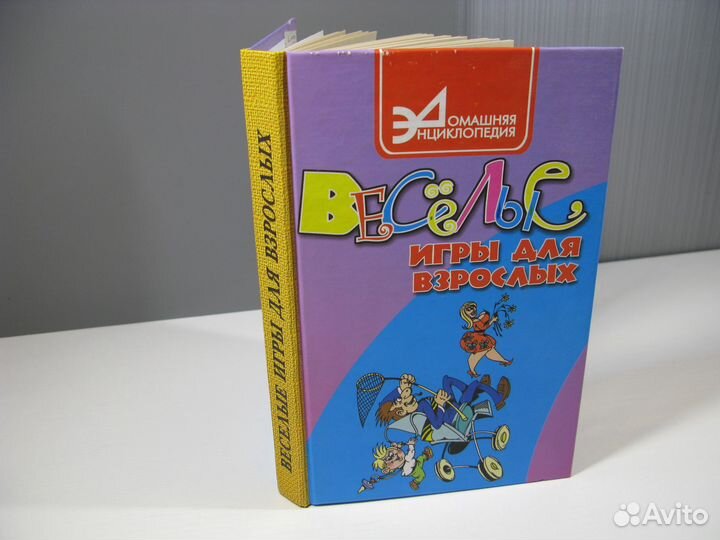 ВЕСЕЛЫЕ ИГРЫ ДЛЯ ВЗРОСЛЫХ
ДОМАШНЯЯ
ЭНЦИКЛОПЕДИЯ
ВЕСЁЛЫЕ
ИГРЫ ДЛЯ
ВЗРОСЛЫХ
Avito